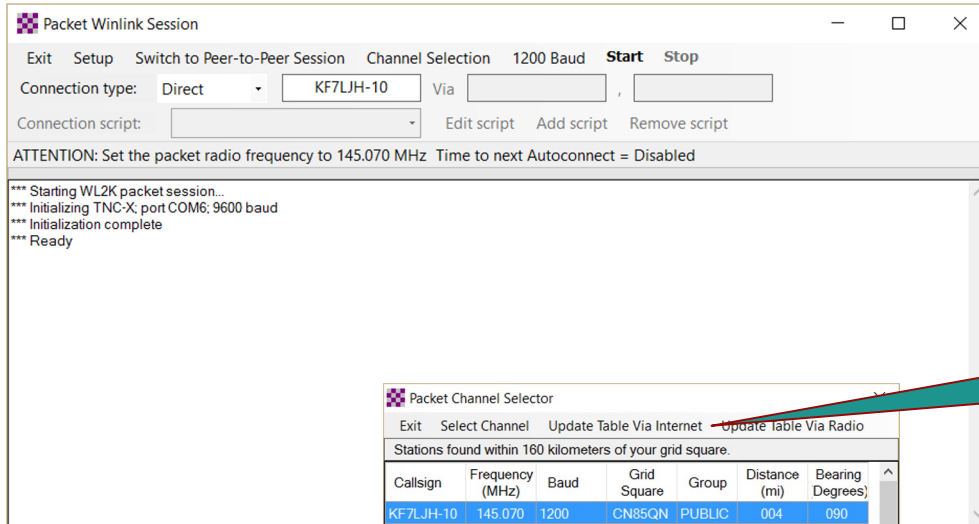 Packet Winlink Session
Exit Setup Switch to Peer-to-Peer Session Channel Selection 1200 Baud Start Stop
Connection type: Direct KF7LJH-10 Via ,
Connection script: Edit script Add script Remove script
ATTENTION: Set the packet radio frequency to 145.070 MHz Time to next Autoconnect = Disabled
*** Starting WL2K packet session...
*** Initializing TNC-X; port COM6; 9600 baud
*** Initialization complete
*** Ready
Packet Channel Selector
Exit Select Channel Update Table Via Internet Update Table Via Radio
Stations found within 160 kilometers of your grid square.
Callsign Frequency (MHz) Baud Grid Square Group Distance (mi) Bearing Degrees)
KF7LJH-10 145.070 1200 CN85QN PUBLIC 004 090